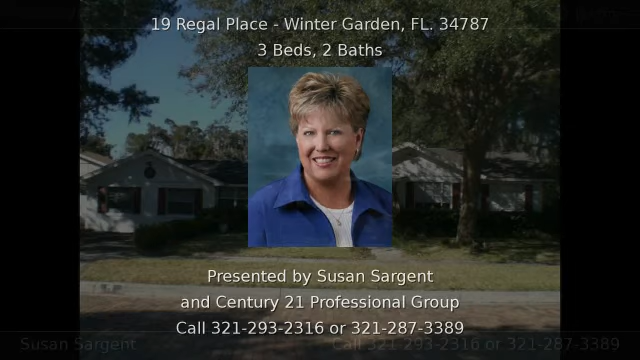 19 Regal Place - Winter Garden, FL. 34787
3 Beds, 2 Baths
Presented by Susan Sargent
and Century 21 Professional Group
Call 321-293-2316 or 321-287-3389
Susan Sargent
Call 321-293-2316 or 321-287-3389